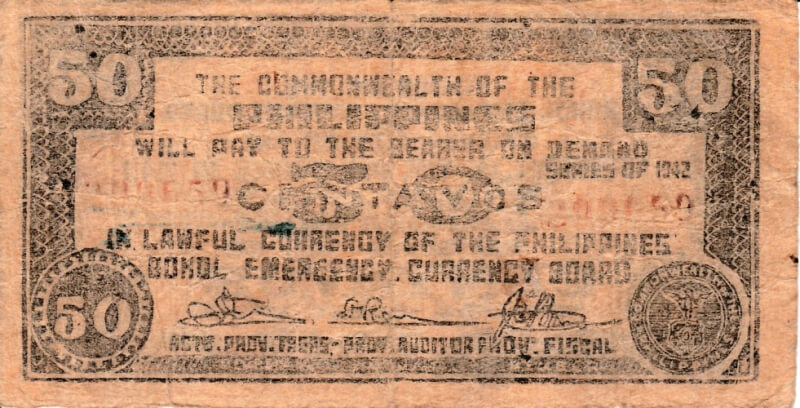 50
50
THE COMMONWEALTH OF THE
PHILIPPINES
WILL PAY TO THE BEARER ON DEMAND
SERIES OF 1942
CENTAVOS
IN LAWFUL CURRENCY OF THE PHILIPPINES
BOHOL EMERGENCY. CURRENCY BOARD
50
ACTG. PROV. TREAS.- PROV. AUDITOR PROV. FISCAL